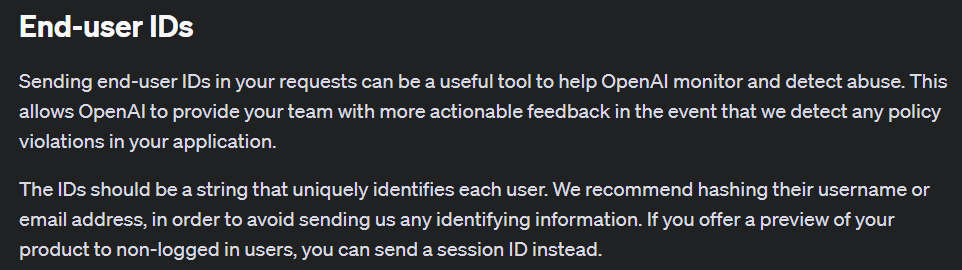 End-user IDs
Sending end-user IDs in your requests can be a useful tool to help OpenAI monitor and detect abuse. This
allows OpenAI to provide your team with more actionable feedback in the event that we detect any policy
violations in your application.
The IDs should be a string that uniquely identifies each user. We recommend hashing their username or
email address, in order to avoid sending us any identifying information. If you offer a preview of your
product to non-logged in users, you can send a session ID instead.